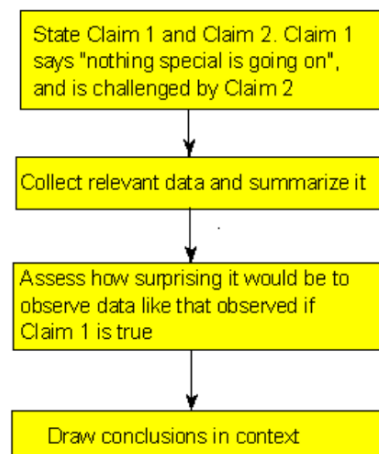 State Claim 1 and Claim 2. Claim 1
says "nothing special is going on",
and is challenged by Claim 2
Collect relevant data and summarize it
Assess how surprising it would be to
observe data like that observed if
Claim 1 is true
Draw conclusions in context